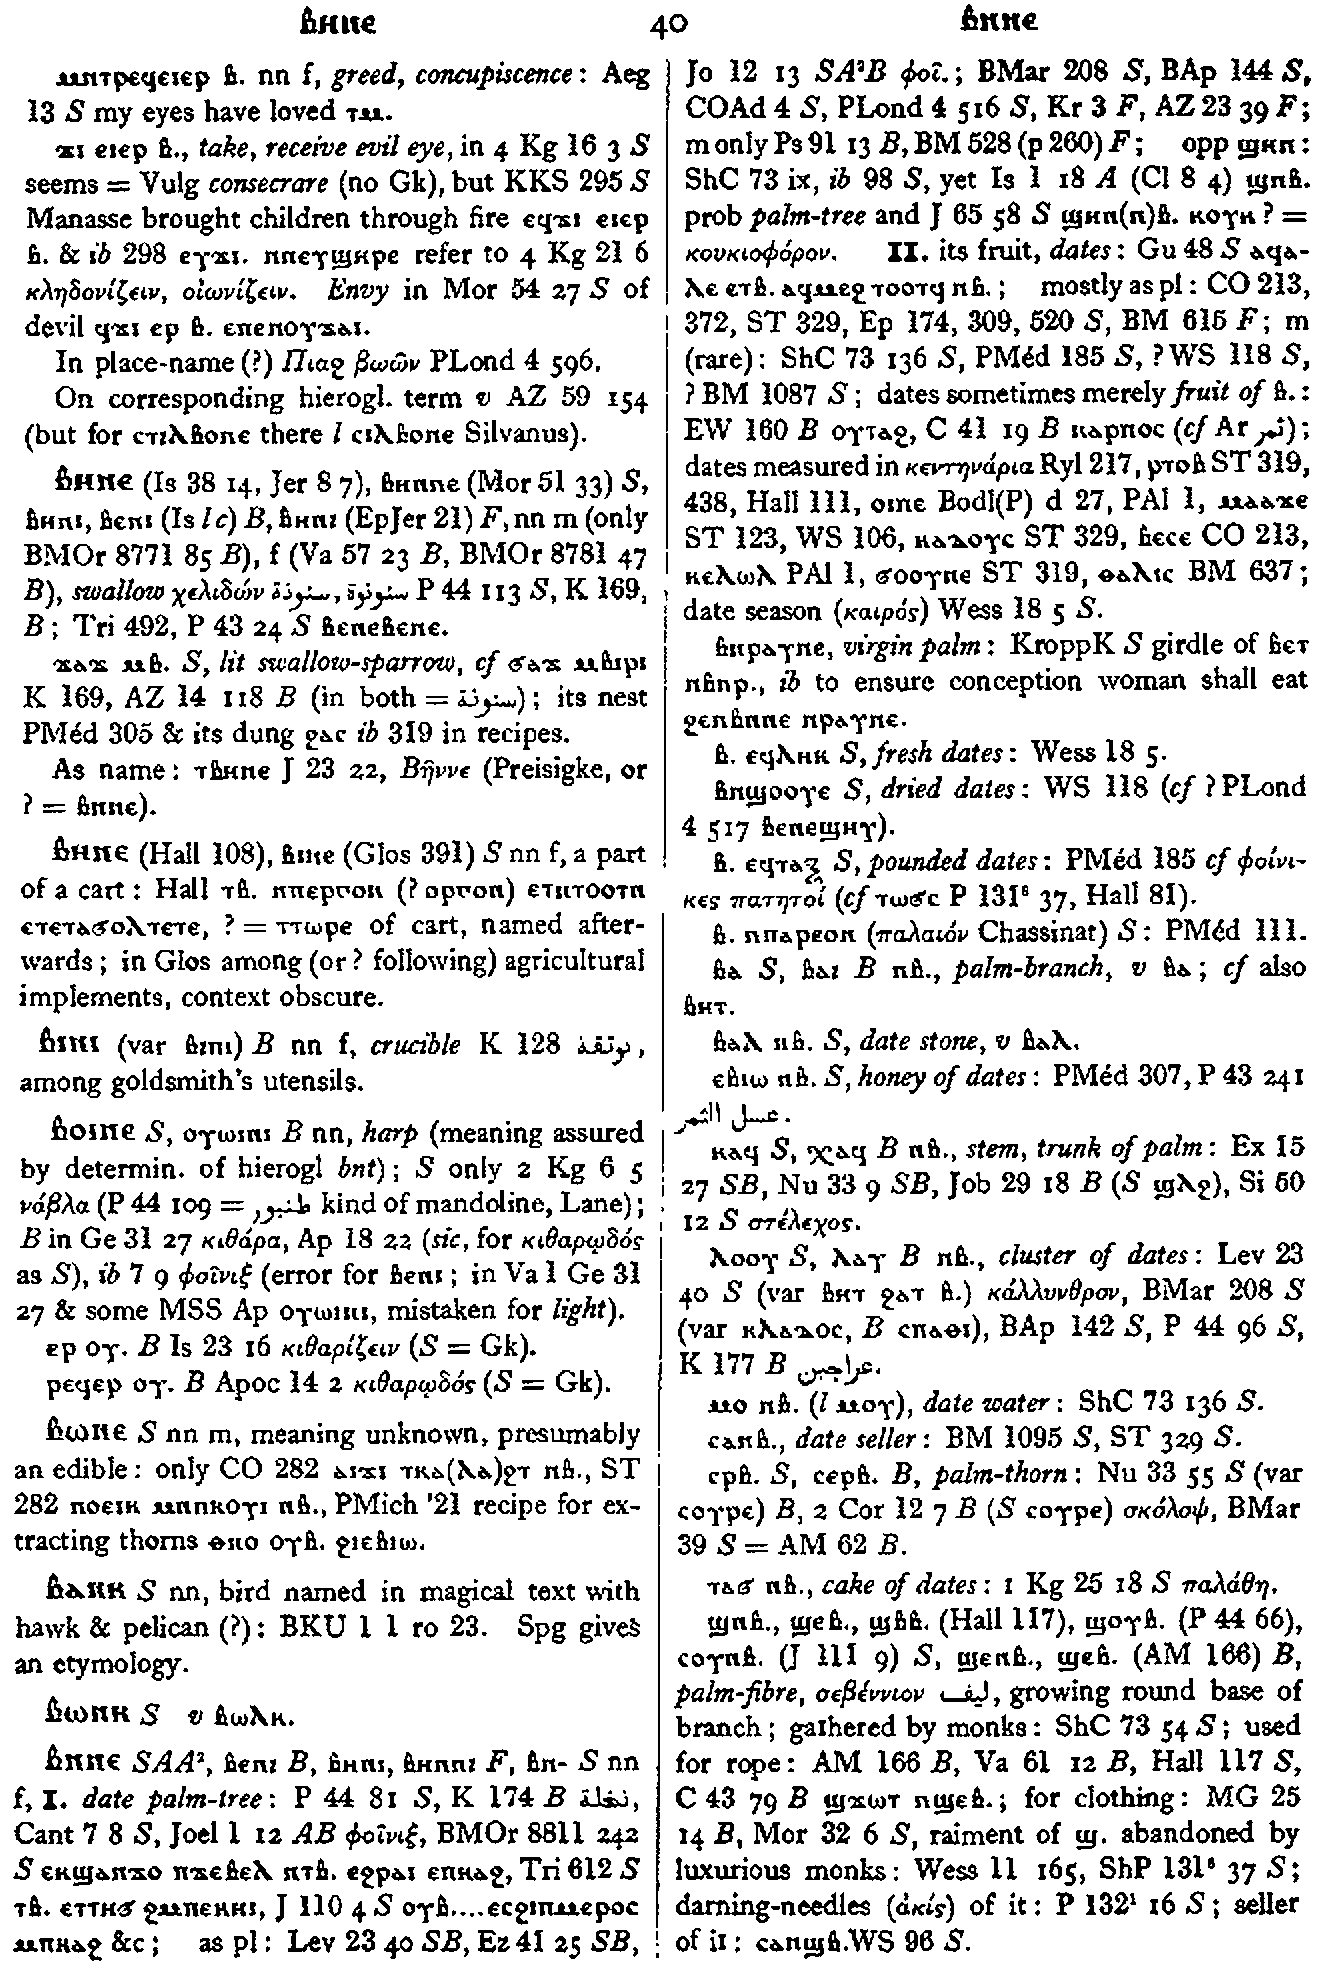 ⲃⲏⲛⲉ 40 ⲃⲛⲛⲉ
ⲙⲛⲧⲣⲉϥⲉⲓⲉⲣ ⲃ. nn f, greed, concupiscence: Aeg
13 S my eyes have loved ⲧⲙ.
ϫⲓ ⲉⲓⲉⲣ ⲃ., take, receive evil eye, in 4 Kg 16 3 S
seems = Vulg consecrare (no Gk), but KKS 295 S
Manasse brought children through fire ⲉϥϫⲓ ⲉⲓⲉⲣ
ⲃ. & ib 298 ⲉⲩϫⲓ. ⲛⲛⲉⲩϣⲏⲣⲉ refer to 4 Kg 21 6
κληδονίζειν, οἰωνίζειν. Envy in Mor 54 27 S of
devil ϥϫⲓ ⲉⲣ ⲃ. ⲉⲡⲉⲛⲟⲩϫⲁⲓ.
In place-name (?) Πιαϩ βωῶν PLond 4 596.
On corresponding hierogl. term v AZ 59 154
(but for ⲥⲧⲓⲗⲃⲟⲛⲉ there l ⲥⲓⲗⲃⲟⲛⲉ Silvanus).
ⲃⲏⲛⲉ (Is 38 14, Jer 8 7), ⲃⲏⲛⲛⲉ (Mor 51 33) S,
ⲃⲏⲛⲓ, ⲃⲉⲛⲓ (Is l c) B, ⲃⲏⲛⲓ (EpJer 21) F, nn m (only
BMOr 8771 85 B), f (Va 57 23 B, BMOr 8781 47
B), swallow χελιδών P 44 113 S, K 169,
B; Tri 492, P 43 24 S ⲃⲉⲛⲉⲃⲉⲛⲉ.
ϫⲁϫ ⲙⲃ. S, lit swallow-sparrow, cf ϭⲁϫ ⲙⲃⲓⲣⲓ
K 169, AZ 14 118 B (in both = سنونة); its nest
PMéd 305 & its dung ϩⲁⲥ ib 319 in recipes.
As name: ⲧⲃⲏⲛⲉ J 23 22, Βῆννε (Preisigke, or
? = ⲃⲛⲛⲉ).
ⲃⲏⲛⲉ (Hall 108), ⲃⲓⲛⲉ (Glos 391) S nn f, a part
of a cart: Hall ⲧⲃ. ⲛⲡⲉⲣⲅⲟⲛ (? ⲟⲣⲅⲟⲛ) ⲉⲧⲛⲧⲟⲟⲧⲛ
ⲉⲧⲉⲧⲁϭⲟⲗⲧⲉⲧⲉ, ? = ⲧⲧⲱⲣⲉ of cart, named after-
wards; in Glos among (or ? following) agricultural
implements, context obscure.
ⲃⲓⲛⲓ (var ⲃⲓⲛⲓ) B nn f, crucible K 128 بوتقة,
among goldsmith's utensils.
ⲃⲟⲓⲛⲉ S, ⲟⲩⲱⲓⲛⲓ B nn, harp (meaning assured
by determin. of hierogl bnt); S only 2 Kg 6 5
νάβλα (P 44 109 = طنبور kind of mandoline, Lane);
B in Ge 31 27 κιθάρα, Ap 18 22 (sic, for κιθαρῳδός
as S), ib 7 9 φοῖνιξ (error for ⲃⲉⲛⲓ; in Va 1 Ge 31
27 & some MSS Ap ⲟⲩⲱⲓⲛⲓ, mistaken for light).
ⲉⲣ ⲟⲩ. B Is 23 16 κιθαρίζειν (S = Gk).
ⲣⲉϥⲉⲣ ⲟⲩ. B Apoc 14 2 κιθαρῳδός (S = Gk).
ⲃⲱⲛⲉ S nn m, meaning unknown, presumably
an edible: only CO 282 ⲁⲓϫⲓ ⲧⲕⲁ(ⲗⲁ)ϩⲧ ⲛⲃ., ST
282 ⲡⲟⲉⲓⲕ ⲙⲡⲛⲕⲟⲩⲓ ⲛⲃ., PMich '21 recipe for ex-
tracting thorns ⲑⲛⲟ ⲟⲩⲃ. ϩⲓⲉⲃⲓⲱ.
ⲃⲁⲛⲕ S nn, bird named in magical text with
hawk & pelican (?): BKU 1 1 ro 23. Spg gives
an etymology.
ⲃⲱⲛⲕ S v ⲃⲱⲗⲕ.
ⲃⲛⲛⲉ SAA², ⲃⲉⲛⲓ B, ⲃⲏⲛⲓ, ⲃⲏⲛⲛⲓ F, ⲃⲛ- S nn
f, I. date palm-tree: P 44 81 S, K 174 B نخلة,
Cant 7 8 S, Joel 1 12 AB φοῖνιξ, BMOr 8811 242
S ⲉⲕϣⲁⲛϫⲟ ⲛϫⲉⲃⲉⲗ ⲛⲧⲃ. ⲉϩⲣⲁⲓ ⲉⲡⲕⲁϩ, Tri 612 S
ⲧⲃ. ⲉⲧⲧⲏϭ ϩⲙⲡⲉⲕⲏⲓ, J 110 4 S ⲟⲩⲃ....ⲉⲥϩⲓⲡⲙⲉⲣⲟⲥ
ⲙⲡⲕⲁϩ &c; as pl: Lev 23 40 SB, Ez 41 25 SB,
Jo 12 13 SA²B φοῖ.; BMar 208 S, BAp 144 S,
COAd 4 S, PLond 4 516 S, Kr 3 F, AZ 23 39 F;
m only Ps 91 13 B, BM 528 (p 260) F; opp ϣⲏⲛ:
ShC 73 ix, ib 98 S, yet Is 1 18 A (Cl 8 4) ϣⲛⲃ.
prob palm-tree and J 65 58 S ϣⲏⲛ(ⲛ)ⲃ. ⲕⲟⲩⲕ ? =
κουκιοφόρον. II. its fruit, dates: Gu 48 S ⲁϥⲁ-
ⲗⲉ ⲉⲧⲃ. ⲁϥⲙⲉϩ ⲧⲟⲟⲧϥ ⲛⲃ.; mostly as pl: CO 213,
372, ST 329, Ep 174, 309, 520 S, BM 615 F; m
(rare): ShC 73 136 S, PMéd 185 S, ? WS 118 S,
? BM 1087 S; dates sometimes merely fruit of ⲃ.:
EW 160 B ⲟⲩⲧⲁϩ, C 41 19 B ⲕⲁⲣⲡⲟⲥ (cf Ar ثمر);
dates measured in κεντηνάρια Ryl 217, ⲣⲧⲟⲃ ST 319,
438, Hall 111, ⲟⲓⲡⲉ Bodl(P) d 27, PAl 1, ⲙⲁⲁϫⲉ
ST 123, WS 106, ⲕⲁⲇⲟⲩⲥ ST 329, ⲃⲉⲥⲉ CO 213,
ⲕⲉⲗⲱⲗ PAl 1, ϭⲟⲟⲩⲛⲉ ST 319, ⲑⲁⲗⲓⲥ BM 637;
date season (καιρός) Wess 18 5 S.
ⲃⲛⲣⲁⲩⲛⲉ, virgin palm: KroppK S girdle of ⲃⲉⲧ
ⲛⲃⲛⲣ., ib to ensure conception woman shall eat
ϩⲉⲛⲃⲛⲛⲉ ⲛⲣⲁⲩⲛⲉ.
ⲃ. ⲉϥⲗⲏⲕ S, fresh dates: Wess 18 5.
ⲃⲛϣⲟⲟⲩⲉ S, dried dates: WS 118 (cf ? PLond
4 517 ⲃⲉⲛⲉϣⲏⲩ).
ⲃ. ⲉϥⲧⲁϭ S, pounded dates: PMéd 185 cf φοίνι-
κες πατητοί (cf ⲧⲱϭⲥ P 131⁶ 37, Hall 81).
ⲃ. ⲛⲡⲁⲣⲉⲟⲛ (παλαιόν Chassinat) S: PMéd 111.
ⲃⲁ S, ⲃⲁⲓ B ⲛⲃ., palm-branch, v ⲃⲁ; cf also
ⲃⲏⲧ.
ⲃⲁⲗ ⲛⲃ. S, date stone, v ⲃⲁⲗ.
ⲉⲃⲓⲱ ⲛⲃ. S, honey of dates: PMéd 307, P 43 241
عسل التمر.
ⲕⲁϥ S, ⲭⲁϥ B ⲛⲃ., stem, trunk of palm: Ex 15
27 SB, Nu 33 9 SB, Job 29 18 B (S ϣⲗϩ), Si 50
12 S στέλεχος.
ⲗⲟⲟⲩ S, ⲗⲁⲩ B ⲛⲃ., cluster of dates: Lev 23
40 S (var ⲃⲏⲧ ϩⲁⲧ ⲃ.) κάλλυνθρον, BMar 208 S
(var ⲕⲗⲁⲇⲟⲥ, B ⲥⲡⲁⲑⲓ), BAp 142 S, P 44 96 S,
K 177 B عراجين.
ⲙⲟ ⲛⲃ. (l ⲙⲟⲩ), date water: ShC 73 136 S.
ⲥⲁⲛⲃ., date seller: BM 1095 S, ST 329 S.
ⲥⲣⲃ. S, ⲥⲉⲣⲃ. B, palm-thorn: Nu 33 55 S (var
ⲥⲟⲩⲣⲉ) B, 2 Cor 12 7 B (S ⲥⲟⲩⲣⲉ) σκόλοψ, BMar
39 S = AM 62 B.
ⲧⲁϭ ⲛⲃ., cake of dates: 1 Kg 25 18 S παλάθη.
ϣⲛⲃ., ϣⲉⲃ., ϣⲃⲃ. (Hall 117), ϣⲟⲩⲃ. (P 44 66),
ⲥⲟⲩⲛⲃ. (J 111 9) S, ϣⲉⲛⲃ., ϣⲉⲃ. (AM 166) B,
palm-fibre, σεβέννιον ليف, growing round base of
branch; gathered by monks: ShC 73 54 S; used
for rope: AM 166 B, Va 61 12 B, Hall 117 S,
C 43 79 B ϣϫⲱⲧ ⲛϣⲉⲃ.; for clothing: MG 25
14 B, Mor 32 6 S, raiment of ϣ. abandoned by
luxurious monks: Wess 11 165, ShP 131⁶ 37 S;
darning-needles (ἀκίς) of it: P 132¹ 16 S; seller
of it: ⲥⲁⲛϣⲃ. WS 96 S.